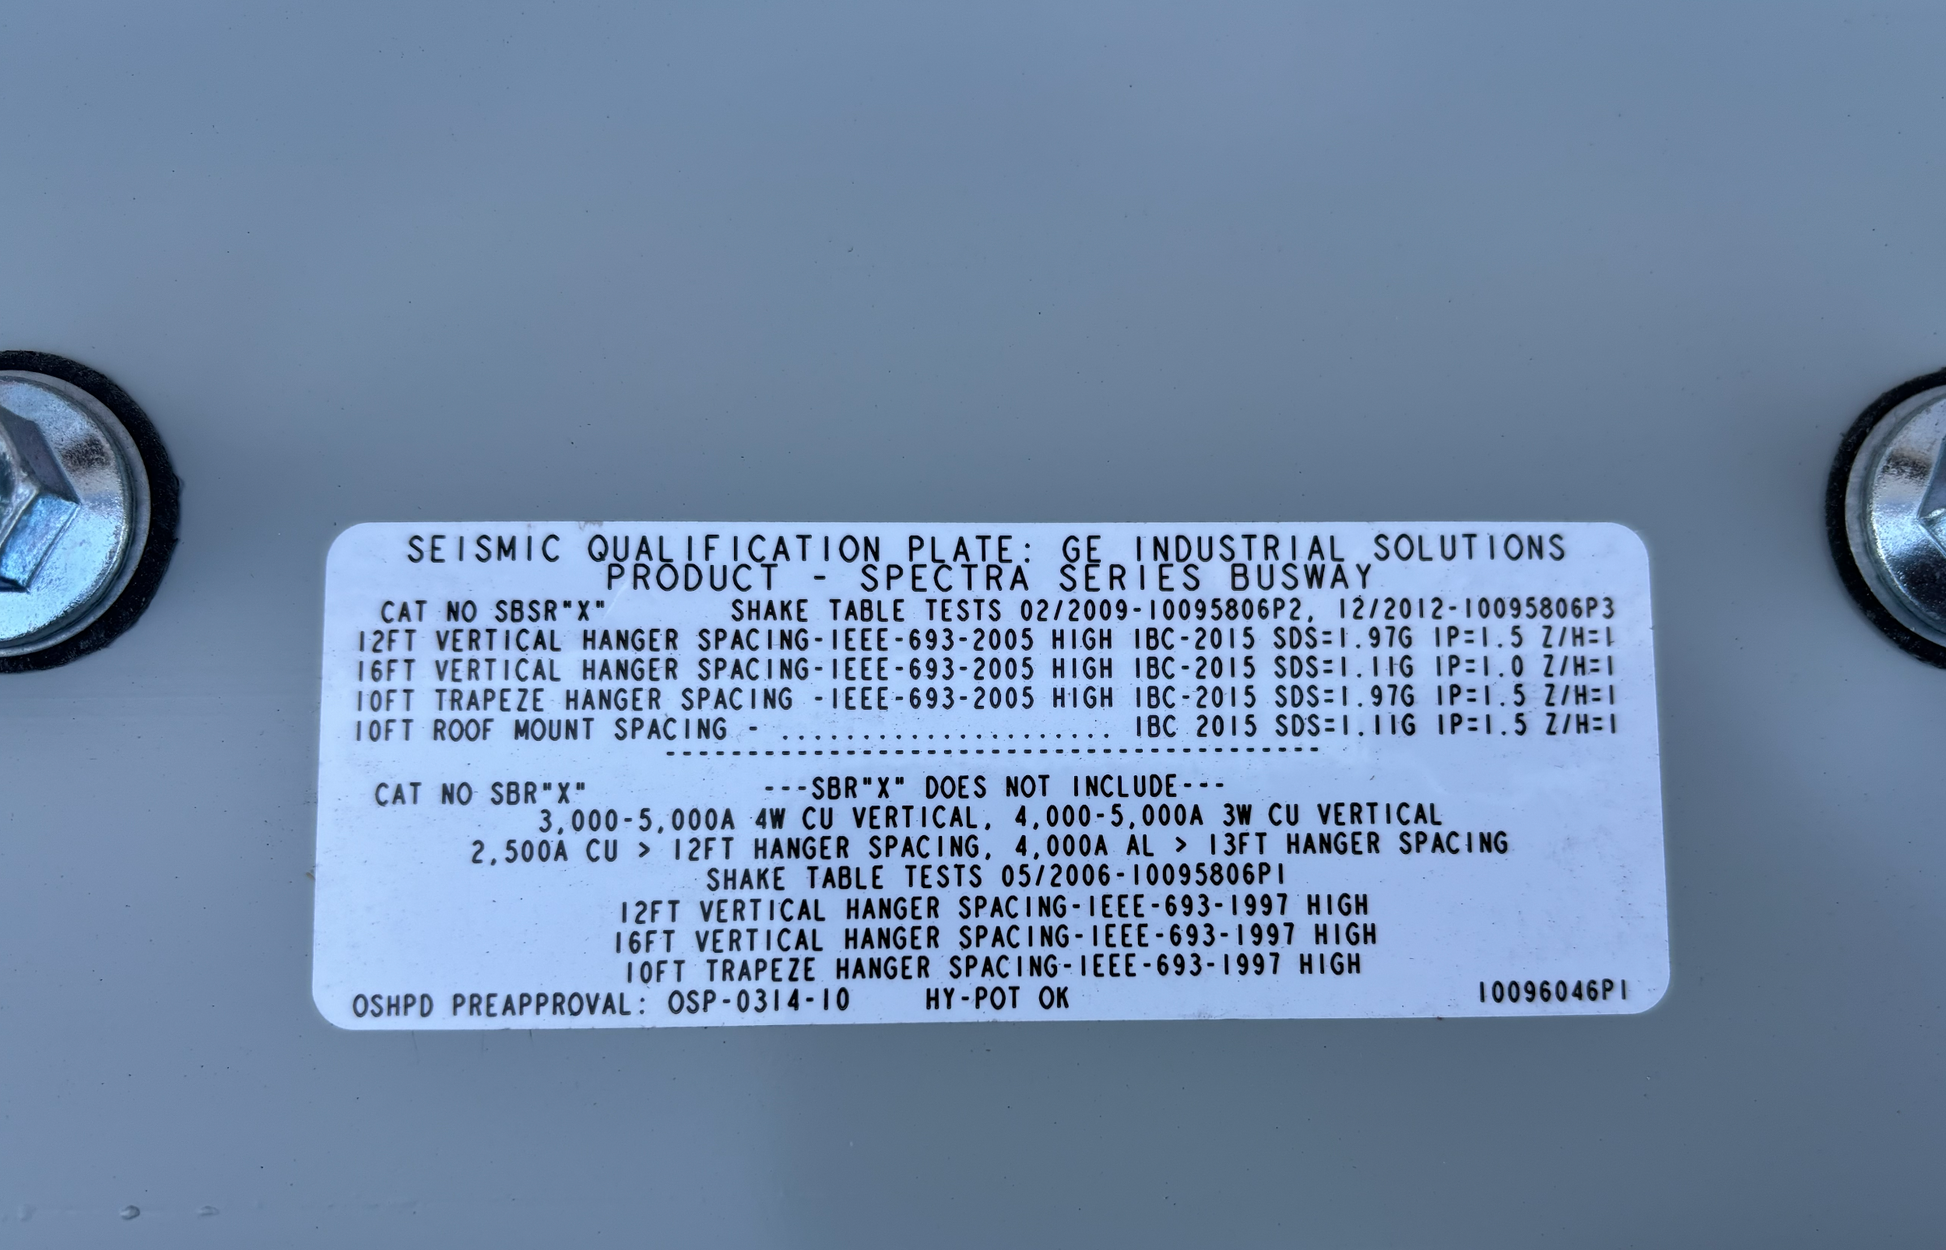 SEISMIC QUALIFICATION PLATE: GE INDUSTRIAL SOLUTIONS
PRODUCT - SPECTRA SERIES BUSWAY
CAT NO SBSR"X" SHAKE TABLE TESTS 02/2009-10095806P2, 12/2012-10095806P3
12FT VERTICAL HANGER SPACING-IEEE-693-2005 HIGH IBC-2015 SDS=1.97G IP=1.5 Z/H=1
16FT VERTICAL HANGER SPACING-IEEE-693-2005 HIGH IBC-2015 SDS=1.11G IP=1.0 Z/H=1
10FT TRAPEZE HANGER SPACING -IEEE-693-2005 HIGH IBC-2015 SDS=1.97G IP=1.5 Z/H=1
10FT ROOF MOUNT SPACING - ..................... IBC 2015 SDS=1.11G IP=1.5 Z/H=1
-----------------------------------------
CAT NO SBR"X" ---SBR"X" DOES NOT INCLUDE---
3,000-5,000A 4W CU VERTICAL, 4,000-5,000A 3W CU VERTICAL
2,500A CU > 12FT HANGER SPACING, 4,000A AL > 13FT HANGER SPACING
SHAKE TABLE TESTS 05/2006-10095806P1
12FT VERTICAL HANGER SPACING-IEEE-693-1997 HIGH
16FT VERTICAL HANGER SPACING-IEEE-693-1997 HIGH
10FT TRAPEZE HANGER SPACING-IEEE-693-1997 HIGH
OSHPD PREAPPROVAL: OSP-0314-10 HY-POT OK 10096046P1